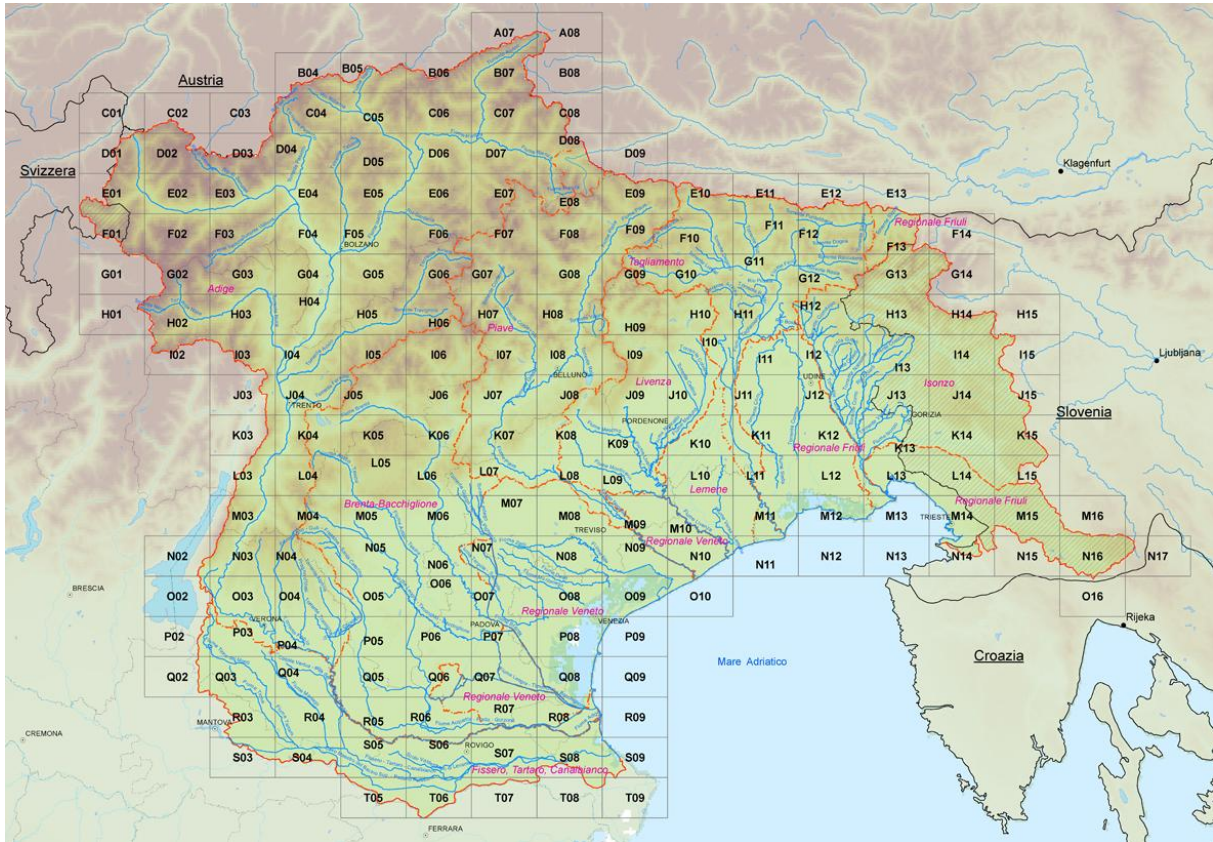 A07 A08
Austria
B04 B05 B06 B07 B08
C01 C02 C03 C04 C05 C06 C07 C08
D08
D01 D02 D03 D04 D05 D06 D07 D09
Svizzera
Klagenfurt
E01 E02 E03 E04 E05 E06 E07 E08 E09 E10 E11 E12 E13
Regionale Friuli
F01 F02 F03 F04 F05 F06 F07 F08 F09 F10 F11 F12 F13 F14
BOLZANO
Tagliamento
G01 G02 G03 G04 G05 G06 G07 G08 G09 G10 G11 G12 G13 G14
Adige
H01 H02 H03 H04 H05 H06 H07 H08 H09 H10 H11 H12 H13 H14 H15
Piave
I02 I03 I04 I05 I06 I07 I08 I09 I10 I11 I12 I13 I14 I15
Ljubljana
BELLUNO
UDINE
Livenza
Isonzo
J03 J04 J05 J06 J07 J08 J09 J10 J11 J12 J13 J14 J15
TRENTO
Slovenia
GORIZIA
PORDENONE
K03 K04 K05 K06 K07 K08 K09 K10 K11 K12 K13 K14 K15
Regionale Friuli
L03 L04 L05 L06 L07 L08 L09 L10 L11 L12 L13 L14 L15
Lemene
Brenta-Bacchiglione
Regionale Friuli
M03 M04 M05 M06 M07 M08 M09 M10 M11 M12 M13 M14 M15 M16
TRIESTE
TREVISO
Regionale Veneto
N02 N03 N04 N05 N06 N07 N08 N09 N10 N11 N12 N13 N14 N15 N16 N17
BRESCIA
O02 O03 O04 O05 O06 O07 O08 O09 O10 O16
Regionale Veneto
VERONA
PADOVA
VENEZIA
Rijeka
P02 P03 P04 P05 P06 P07 P08 P09
Croazia
Mare Adriatico
Q02 Q03 Q04 Q05 Q06 Q07 Q08 Q09
Regionale Veneto
R03 R04 R05 R06 R07 R08 R09
MANTOVA
CREMONA
S03 S04 S05 S06 S07 S08 S09
ROVIGO
Fissero, Tartaro, Canalbianco
T05 T06 T07 T08 T09
FERRARA